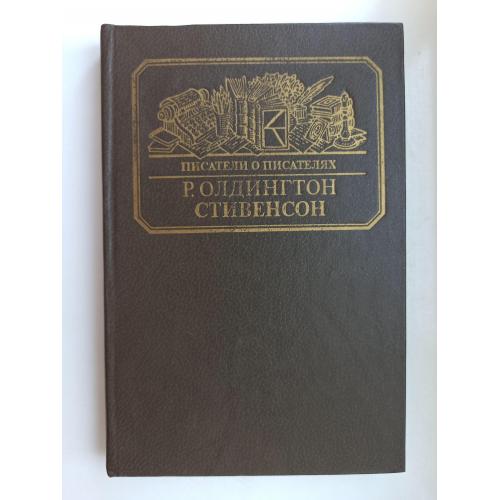 ПИСАТЕЛИ О ПИСАТЕЛЯХ
Р. ОЛДИНГТОН
СТИВЕНСОН